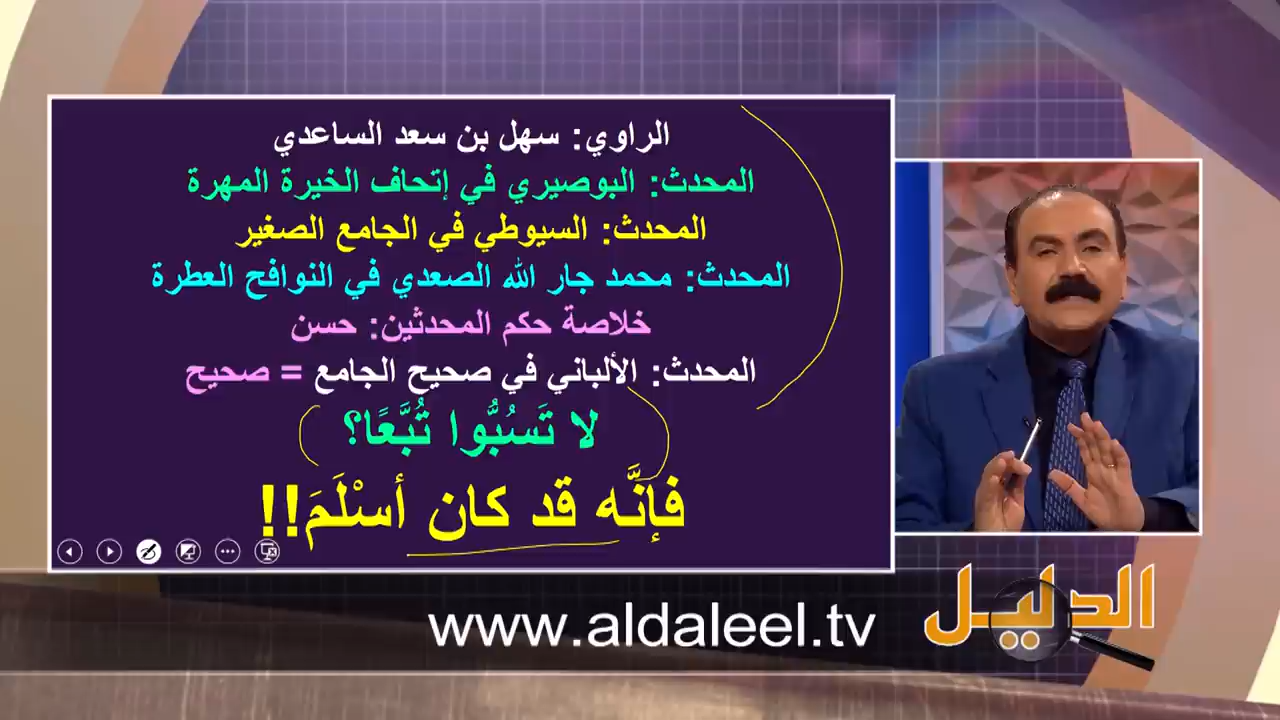 الراوي: سهل بن سعد الساعدي
المحدث: البوصيري في إتحاف الخيرة المهرة
المحدث: السيوطي في الجامع الصغير
المحدث: محمد جار الله الصعدي في النوافح العطرة
خلاصة حكم المحدثين: حسن
المحدث: الألباني في صحيح الجامع = صحيح
لا تَسُبُّوا تُبَّعًا؟
فإنَّه قد كان أسْلَمَ!!
www.aldaleel.tv
الدليل